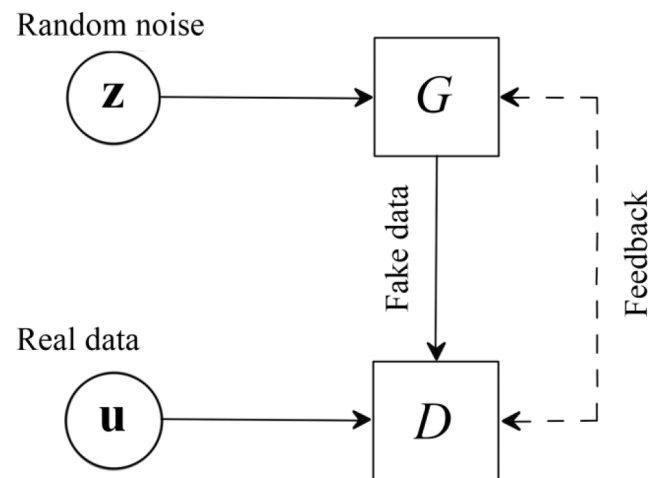 Random noise
z
G
Fake data
Feedback
Real data
u
D